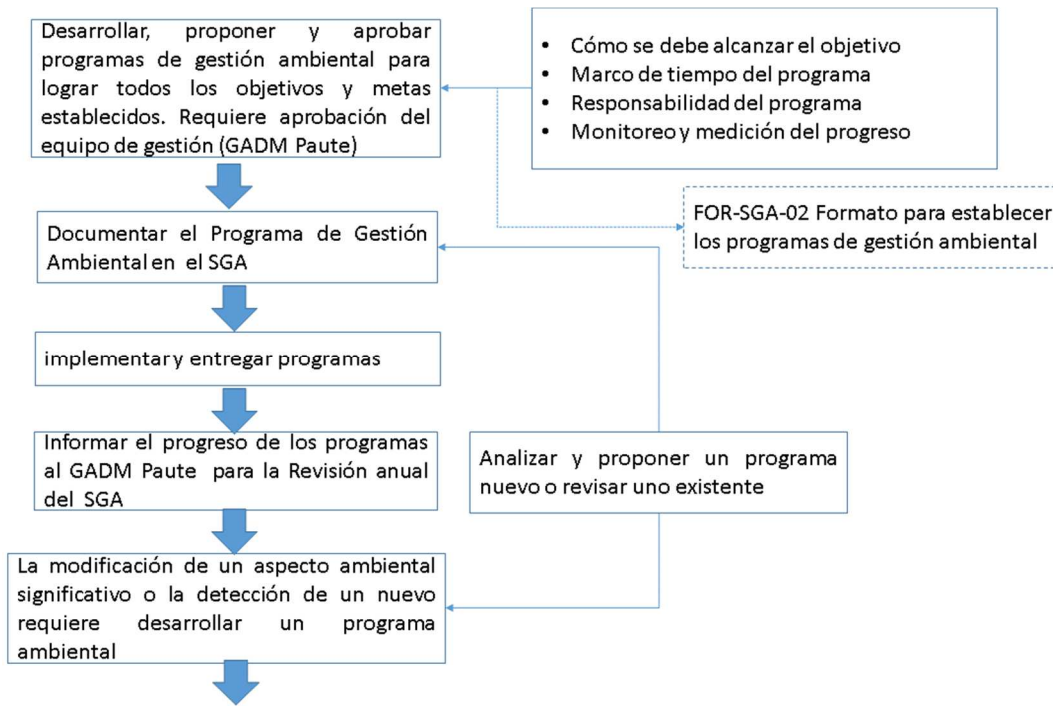 Desarrollar, proponer y aprobar
programas de gestión ambiental para
lograr todos los objetivos y metas
establecidos. Requiere aprobación del
equipo de gestión (GADM Paute)
• Cómo se debe alcanzar el objetivo
• Marco de tiempo del programa
• Responsabilidad del programa
• Monitoreo y medición del progreso
FOR-SGA-02 Formato para establecer
los programas de gestión ambiental
Documentar el Programa de Gestión
Ambiental en el SGA
implementar y entregar programas
Informar el progreso de los programas
al GADM Paute para la Revisión anual
del SGA
Analizar y proponer un programa
nuevo o revisar uno existente
La modificación de un aspecto ambiental
significativo o la detección de un nuevo
requiere desarrollar un programa
ambiental